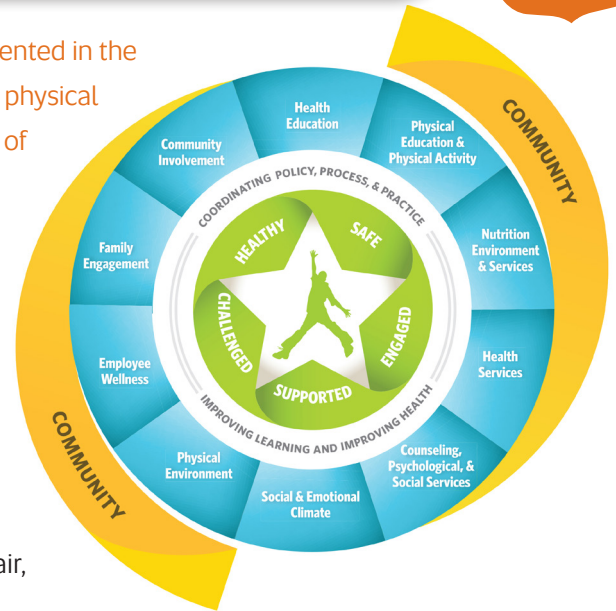 ented in the
physical
of
air,
COMMUNITY
COMMUNITY
Health
Education
Physical
Education &
Physical Activity
Nutrition
Environment
& Services
Health
Services
Counseling,
Psychological, &
Social Services
Social & Emotional
Climate
Physical
Environment
Employee
Wellness
Family
Engagement
Community
Involvement
COORDINATING POLICY, PROCESS, & PRACTICE
IMPROVING LEARNING AND IMPROVING HEALTH
HEALTHY
SAFE
ENGAGED
SUPPORTED
CHALLENGED